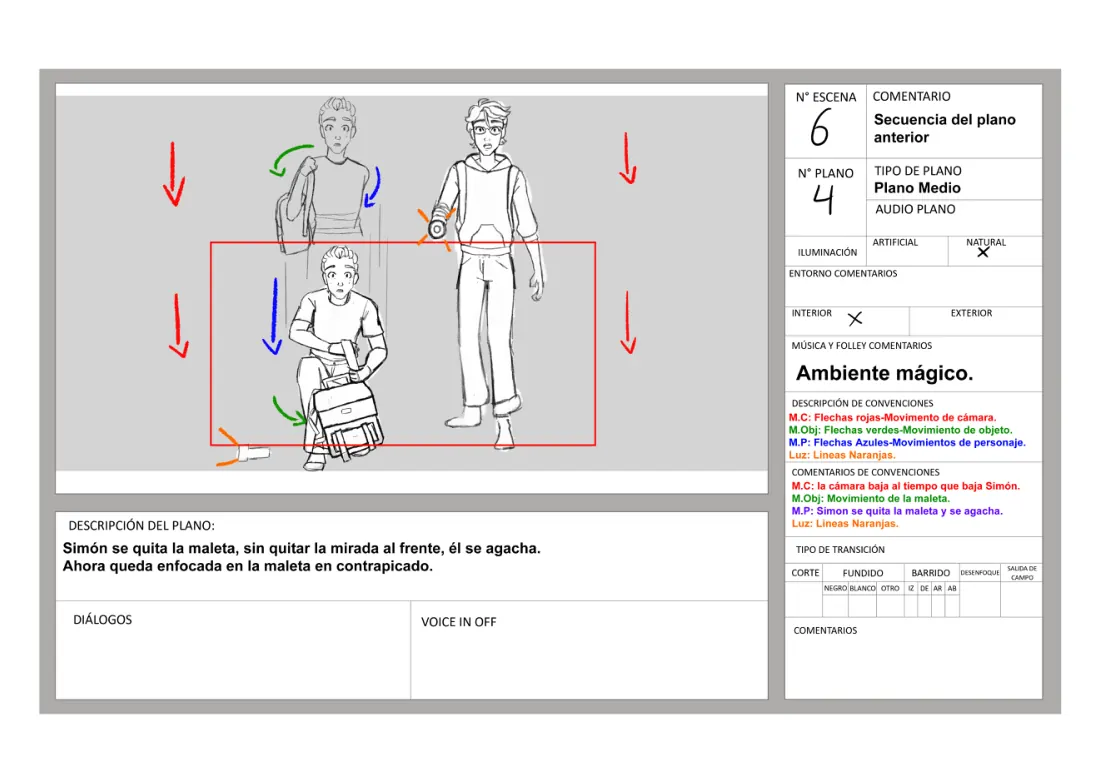 N° ESCENA
6
COMENTARIO
Secuencia del plano
anterior
N° PLANO
4
TIPO DE PLANO
Plano Medio
AUDIO PLANO
ILUMINACIÓN
ARTIFICIAL
NATURAL
X
ENTORNO COMENTARIOS
INTERIOR X
EXTERIOR
MÚSICA Y FOLLEY COMENTARIOS
Ambiente mágico.
DESCRIPCIÓN DE CONVENCIONES
M.C: Flechas rojas-Movimento de cámara.
M.Obj: Flechas verdes-Movimiento de objeto.
M.P: Flechas Azules-Movimientos de personaje.
Luz: Lineas Naranjas.
COMENTARIOS DE CONVENCIONES
M.C: la cámara baja al tiempo que baja Simón.
M.Obj: Movimiento de la maleta.
M.P: Simon se quita la maleta y se agacha.
Luz: Lineas Naranjas.
TIPO DE TRANSICIÓN
CORTE
FUNDIDO
BARRIDO
DESENFOQUE
SALIDA DE
CAMPO
NEGRO BLANCO OTRO IZ DE AR AB
COMENTARIOS
DESCRIPCIÓN DEL PLANO:
Simón se quita la maleta, sin quitar la mirada al frente, él se agacha.
Ahora queda enfocada en la maleta en contrapicado.
DIÁLOGOS
VOICE IN OFF